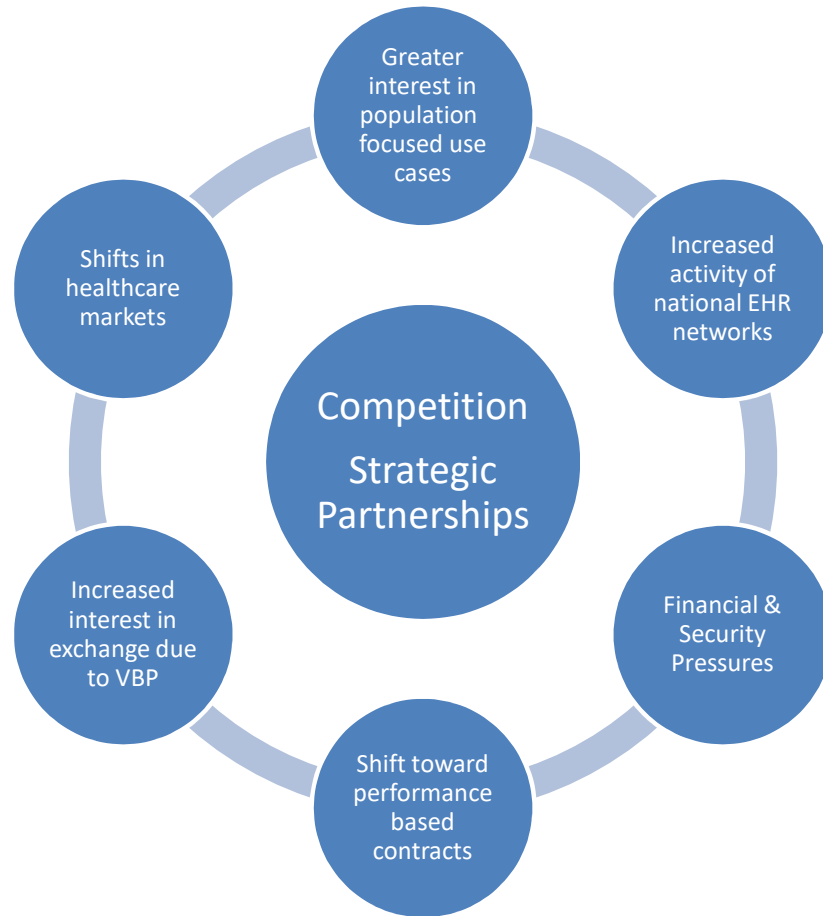 Greater
interest in
population
focused use
cases
Increased
activity of
national EHR
networks
Financial &
Security
Pressures
Shift toward
performance
based
contracts
Increased
interest in
exchange due
to VBP
Shifts in
healthcare
markets
Competition
Strategic
Partnerships